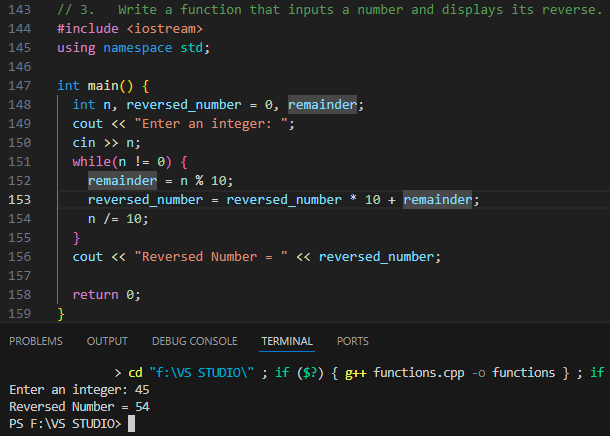 143 // 3.   Write a function that inputs a number and displays its reverse.
144 #include <iostream>
145 using namespace std;
146
147 int main() {
148   int n, reversed_number = 0, remainder;
149   cout << "Enter an integer: ";
150   cin >> n;
151   while(n != 0) {
152     remainder = n % 10;
153     reversed_number = reversed_number * 10 + remainder;
154     n /= 10;
155   }
156   cout << "Reversed Number = " << reversed_number;
157
158   return 0;
159 }
PROBLEMS OUTPUT DEBUG CONSOLE TERMINAL PORTS
> cd "f:\VS STUDIO\" ; if ($?) { g++ functions.cpp -o functions } ; if
Enter an integer: 45
Reversed Number = 54
PS F:\VS STUDIO>